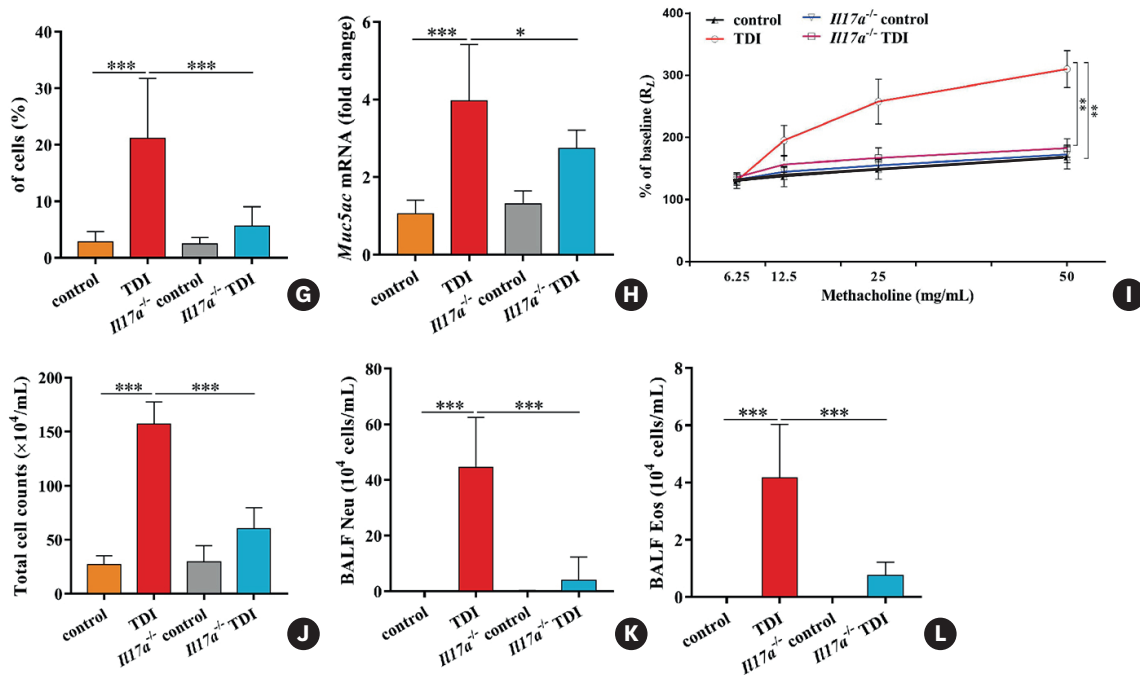 of cells (%)
40
30
20
10
0
***
***
control
TDI
Il17a-/- control
Il17a-/- TDI
G
Muc5ac mRNA (fold change)
6
4
2
0
***
*
control
TDI
Il17a-/- control
Il17a-/- TDI
H
control
TDI
Il17a-/- control
Il17a-/- TDI
% of baseline (RL)
400
300
200
100
0
**
**
6.25
12.5
25
50
Methacholine (mg/mL)
I
Total cell counts (×10⁴/mL)
200
150
100
50
0
***
***
control
TDI
Il17a-/- control
Il17a-/- TDI
J
BALF Neu (10⁴ cells/mL)
80
60
40
20
0
***
***
control
TDI
Il17a-/- control
Il17a-/- TDI
K
BALF Eos (10⁴ cells/mL)
8
6
4
2
0
***
***
control
TDI
Il17a-/- control
Il17a-/- TDI
L